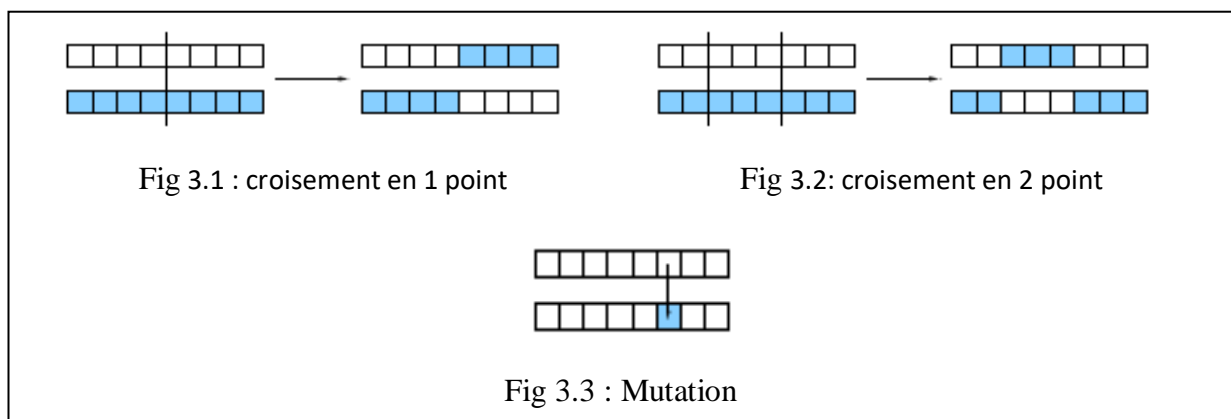 Fig 3.1 : croisement en 1 point
Fig 3.2: croisement en 2 point
Fig 3.3 : Mutation